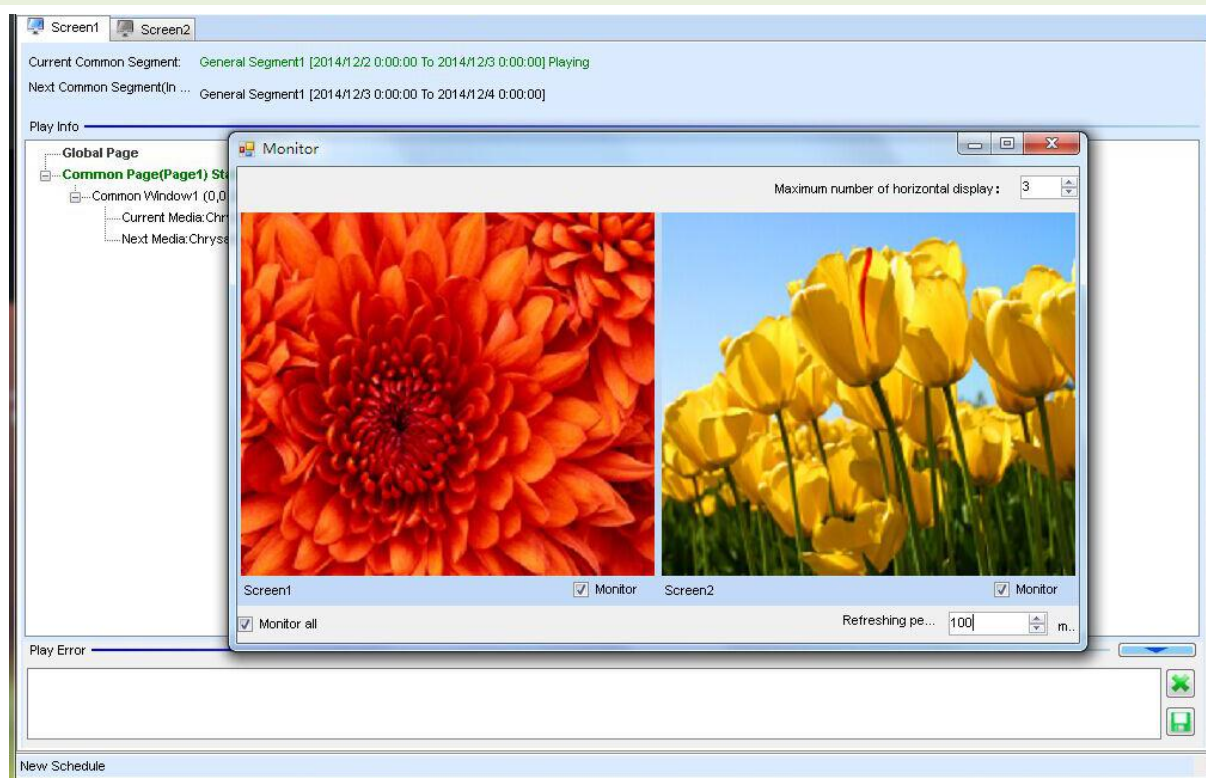 Screen1 Screen2
Current Common Segment: General Segment1 [2014/12/2 0:00:00 To 2014/12/3 0:00:00] Playing
Next Common Segment(In ... General Segment1 [2014/12/3 0:00:00 To 2014/12/4 0:00:00]
Play Info
Global Page
Common Page(Page1) Sta
Common Window1 (0,0
Current Media:Chr
Next Media:Chrysa
Monitor
Maximum number of horizontal display: 3
Screen1 Monitor Screen2 Monitor
Monitor all Refreshing pe... 100 m..
Play Error
New Schedule